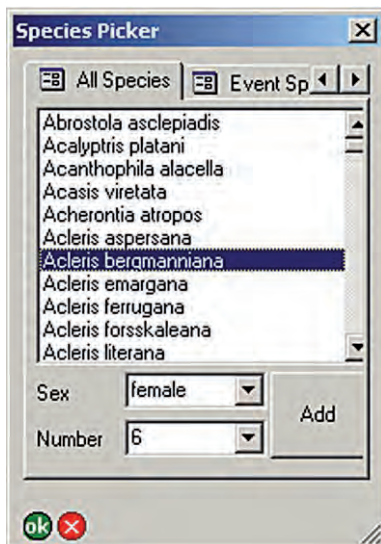 Species Picker
All Species Event Sp
Abrostola asclepiadis
Acalyptris platani
Acanthophila alacella
Acasis viretata
Acherontia atropos
Acleris aspersana
Acleris bergmanniana
Acleris emargana
Acleris ferrugana
Acleris forsskaleana
Acleris literana
Sex female
Add
Number 6
ok